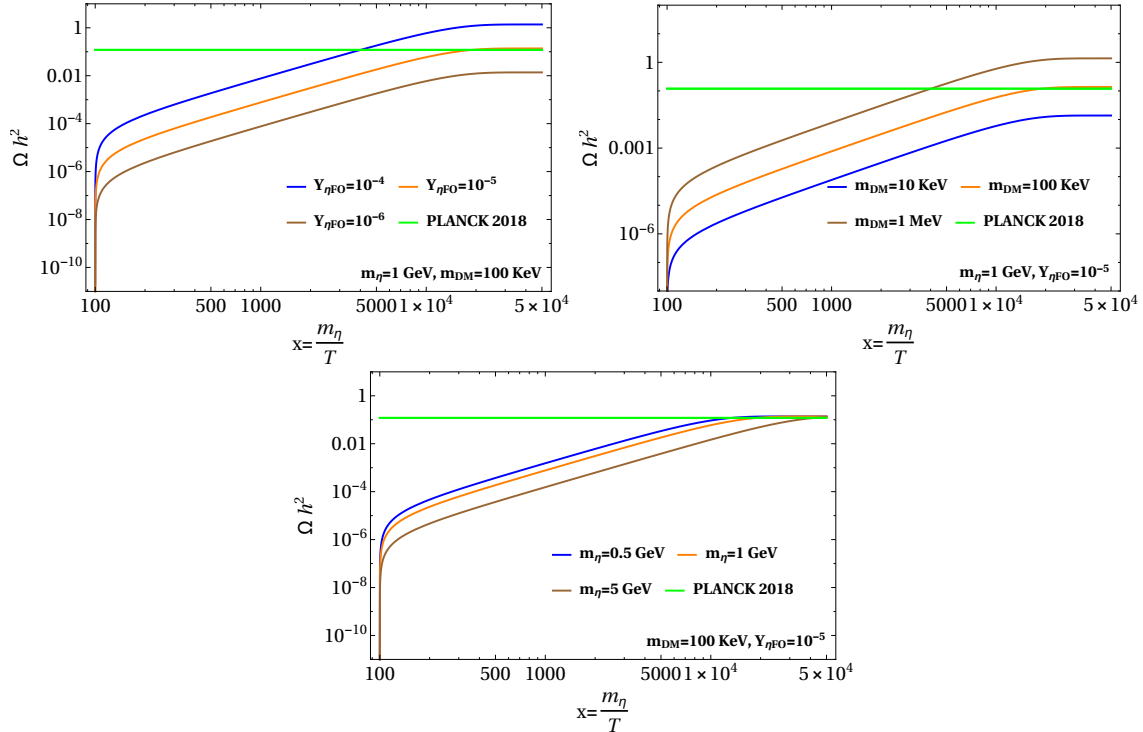 1
0.01
10⁻⁴
10⁻⁶
10⁻⁸
10⁻¹⁰
Ω h²
Y_ηFO=10⁻⁴ Y_ηFO=10⁻⁵
Y_ηFO=10⁻⁶ PLANCK 2018
m_η=1 GeV, m_DM=100 KeV
100 500 1000 5000 1 × 10⁴ 5 × 10⁴
x= m_η/T
1
0.001
10⁻⁶
Ω h²
m_DM=10 KeV m_DM=100 KeV
m_DM=1 MeV PLANCK 2018
m_η=1 GeV, Y_ηFO=10⁻⁵
100 500 1000 5000 1 × 10⁴ 5 × 10⁴
x= m_η/T
1
0.01
10⁻⁴
10⁻⁶
10⁻⁸
10⁻¹⁰
Ω h²
m_η=0.5 GeV m_η=1 GeV
m_η=5 GeV PLANCK 2018
m_DM=100 KeV, Y_ηFO=10⁻⁵
100 500 1000 5000 1 × 10⁴ 5 × 10⁴
x= m_η/T